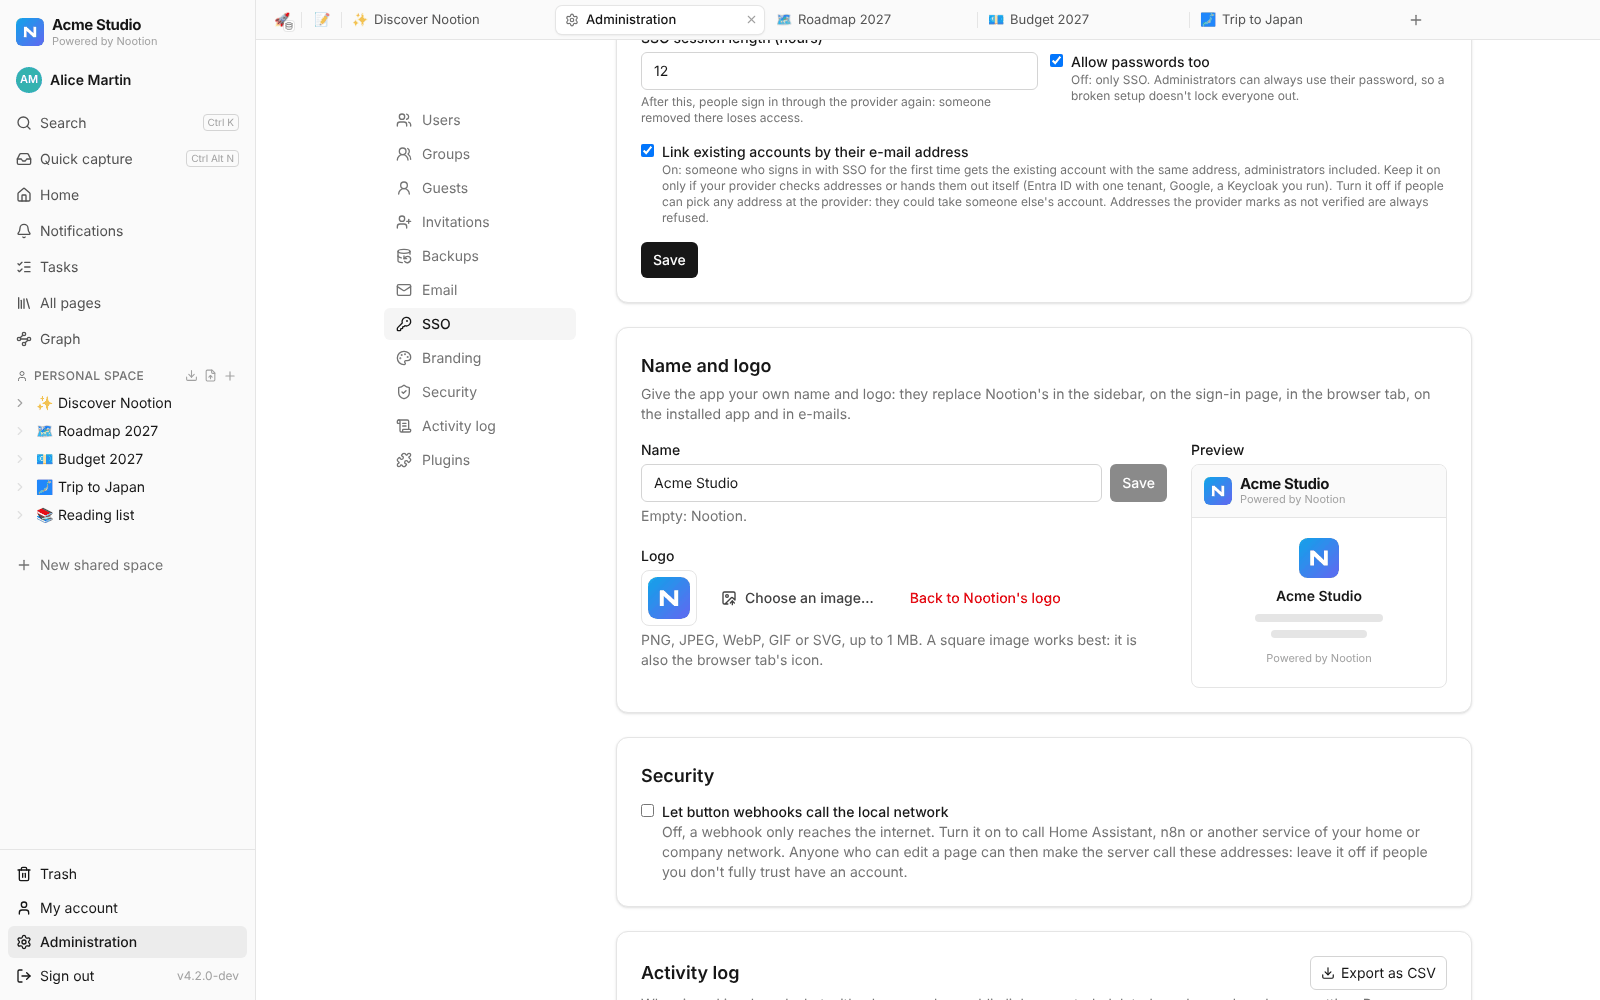 Acme Studio
Powered by Nootion
AM Alice Martin
Search Ctrl K
Quick capture Ctrl Alt N
Home
Notifications
Tasks
All pages
Graph
PERSONAL SPACE
Discover Nootion
Roadmap 2027
Budget 2027
Trip to Japan
Reading list
New shared space
Trash
My account
Administration
Sign out v4.2.0-dev
Discover Nootion
Administration
Roadmap 2027
Budget 2027
Trip to Japan
Users
Groups
Guests
Invitations
Backups
Email
SSO
Branding
Security
Activity log
Plugins
SSO session length (hours)
12
After this, people sign in through the provider again: someone
removed there loses access.
Allow passwords too
Off: only SSO. Administrators can always use their password, so a
broken setup doesn't lock everyone out.
Link existing accounts by their e-mail address
On: someone who signs in with SSO for the first time gets the existing account with the same address, administrators included. Keep it on
only if your provider checks addresses or hands them out itself (Entra ID with one tenant, Google, a Keycloak you run). Turn it off if people
can pick any address at the provider: they could take someone else's account. Addresses the provider marks as not verified are always
refused.
Save
Name and logo
Give the app your own name and logo: they replace Nootion's in the sidebar, on the sign-in page, in the browser tab, on
the installed app and in e-mails.
Name
Acme Studio
Save
Empty: Nootion.
Logo
N
Choose an image...
Back to Nootion's logo
PNG, JPEG, WebP, GIF or SVG, up to 1 MB. A square image works best: it is
also the browser tab's icon.
Preview
N
Acme Studio
Powered by Nootion
N
Acme Studio
Powered by Nootion
Security
Let button webhooks call the local network
Off, a webhook only reaches the internet. Turn it on to call Home Assistant, n8n or another service of your home or
company network. Anyone who can edit a page can then make the server call these addresses: leave it off if people
you don't fully trust have an account.
Activity log
Export as CSV